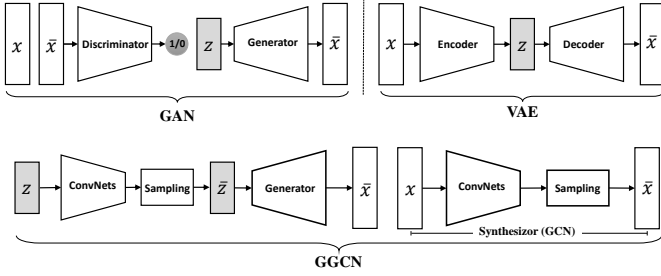 x x̄ Discriminator 1/0 z Generator x̄
GAN
x Encoder z Decoder x̄
VAE
z ConvNets Sampling z̄ Generator x̄
x ConvNets Sampling x̄
Synthesizor (GCN)
GGCN